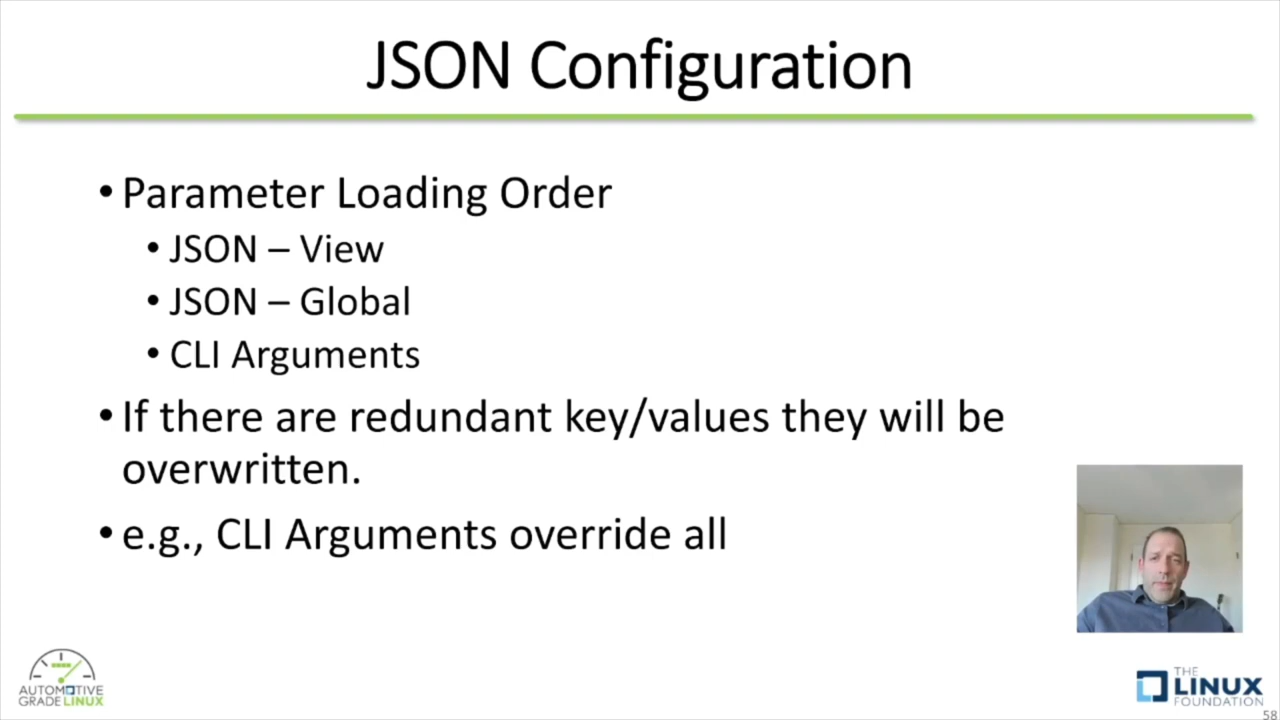 JSON Configuration
• Parameter Loading Order
• JSON – View
• JSON – Global
• CLI Arguments
• If there are redundant key/values they will be
overwritten.
• e.g., CLI Arguments override all
AUTOMOTIVE
GRADE LINUX
THE
LINUX
FOUNDATION
58